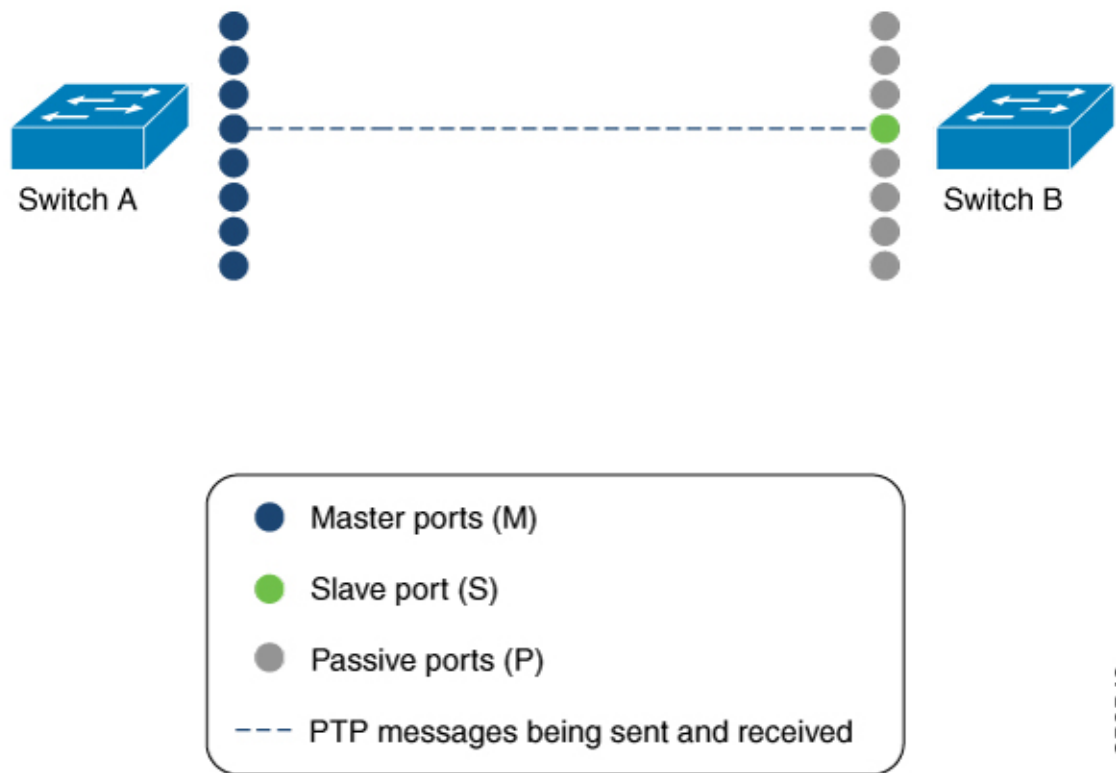 Switch A
Switch B
Master ports (M)
Slave port (S)
Passive ports (P)
PTP messages being sent and received